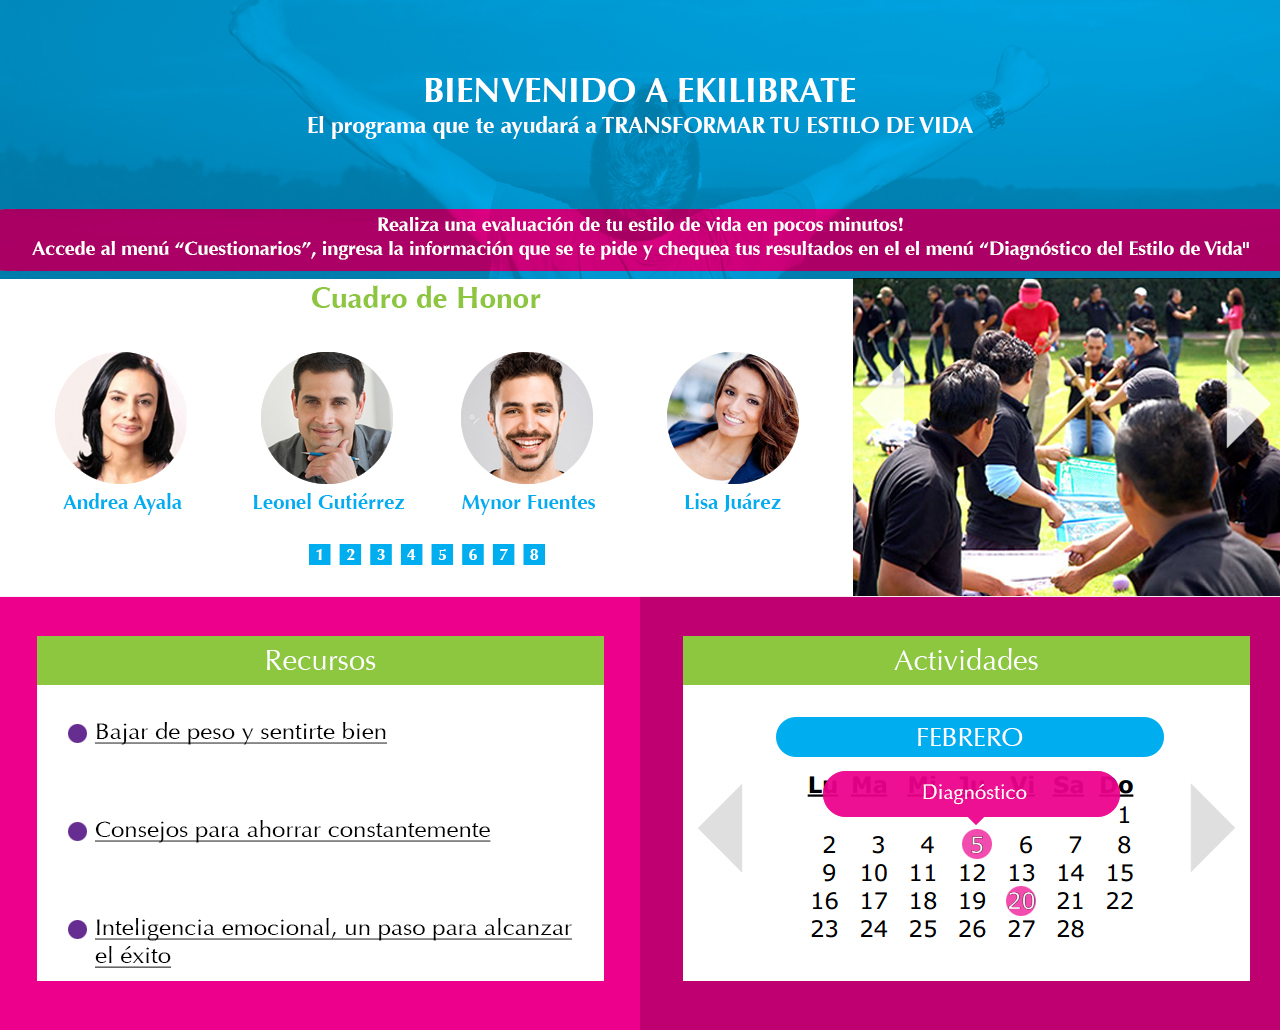 BIENVENIDO A EKILIBRATE
El programa que te ayudará a TRANSFORMAR TU ESTILO DE VIDA
Realiza una evaluación de tu estilo de vida en pocos minutos!
Accede al menú “Cuestionarios”, ingresa la información que se te pide y chequea tus resultados en el el menú “Diagnóstico del Estilo de Vida"
Cuadro de Honor
Andrea Ayala
Leonel Gutiérrez
Mynor Fuentes
Lisa Juárez
1 2 3 4 5 6 7 8
Recursos
Bajar de peso y sentirte bien
Consejos para ahorrar constantemente
Inteligencia emocional, un paso para alcanzar
el éxito
Actividades
FEBRERO
Lu Ma Mi Ju Vi Sa Do
Diagnóstico
1
2 3 4 5 6 7 8
9 10 11 12 13 14 15
16 17 18 19 20 21 22
23 24 25 26 27 28